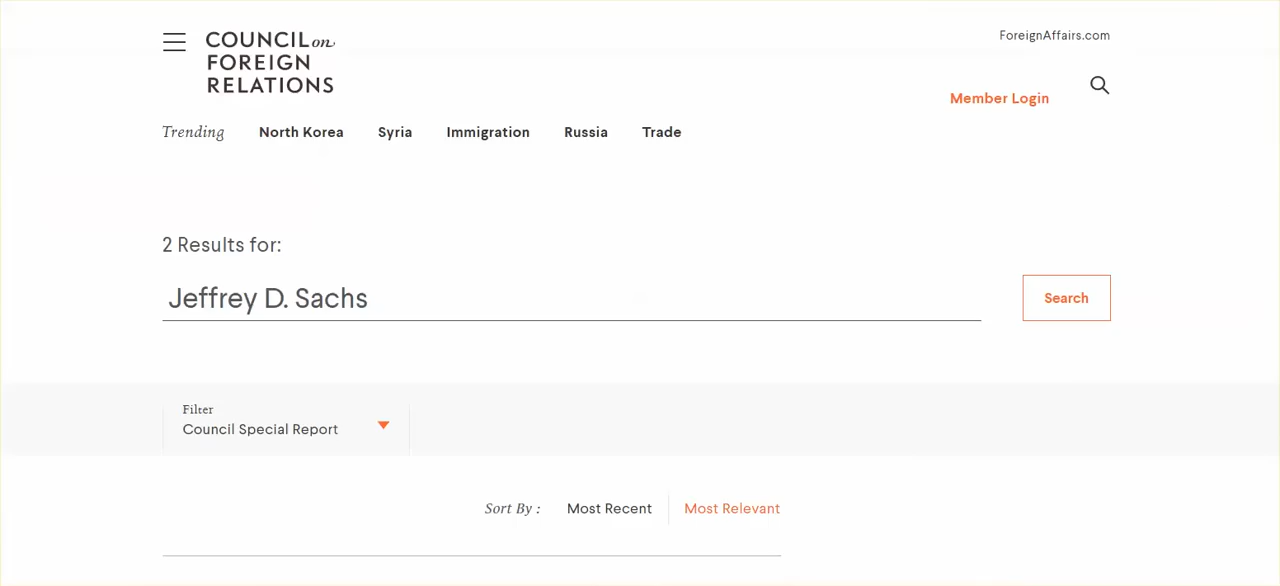 COUNCIL on
FOREIGN
RELATIONS
ForeignAffairs.com
Member Login
Trending North Korea Syria Immigration Russia Trade
2 Results for:
Jeffrey D. Sachs
Search
Filter
Council Special Report
Sort By : Most Recent Most Relevant